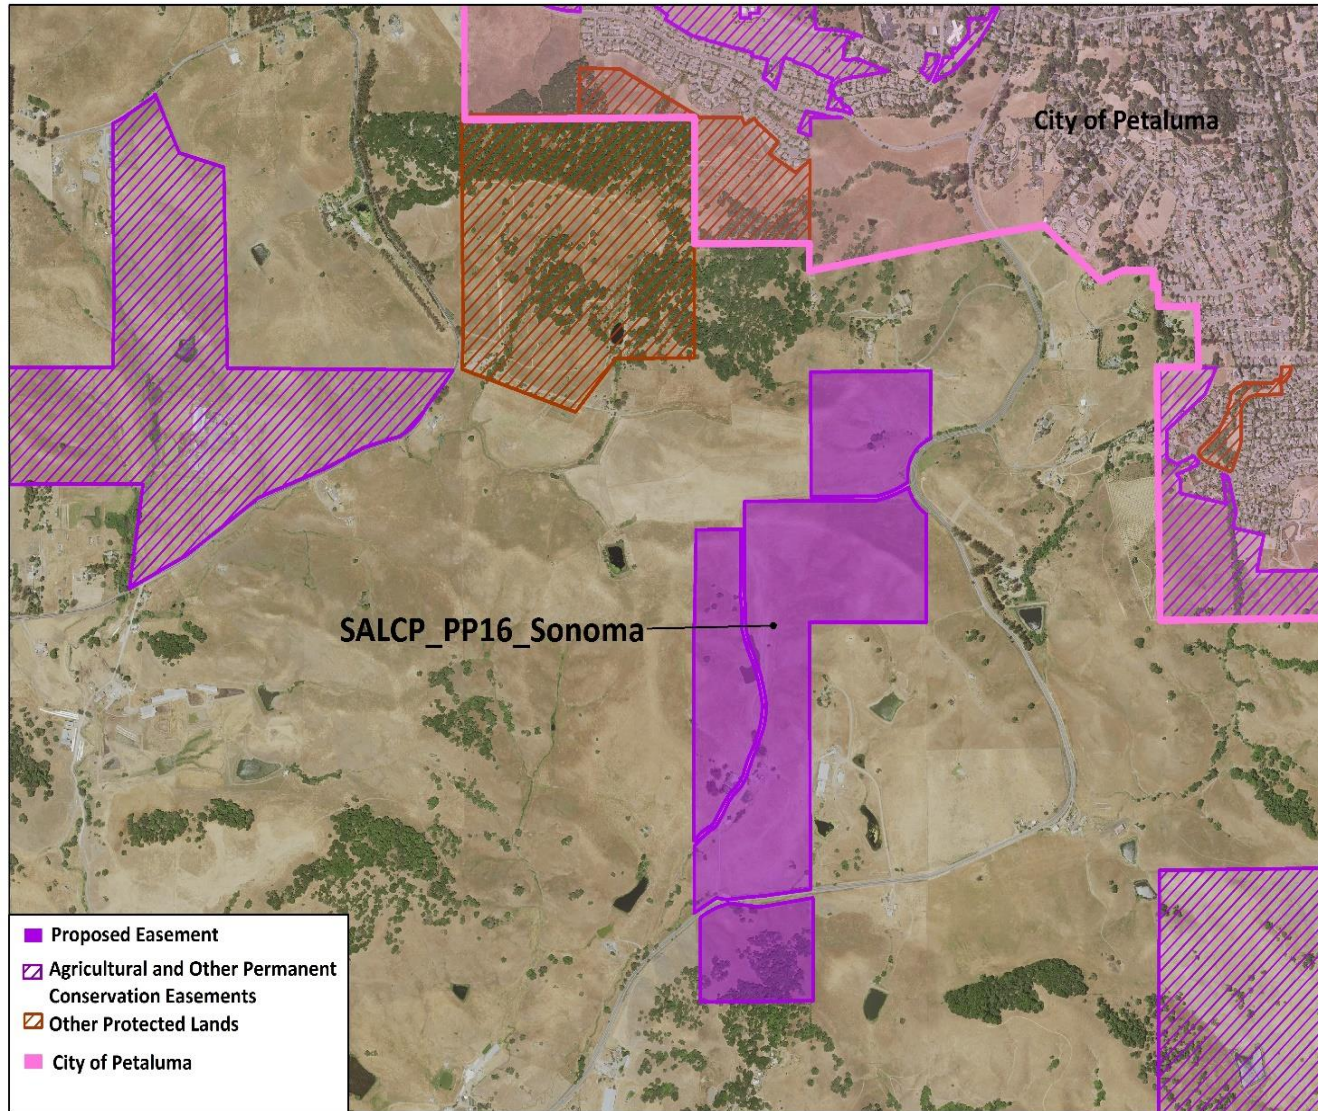 City of Petaluma
SALCP_PP16_Sonoma
Proposed Easement
Agricultural and Other Permanent
Conservation Easements
Other Protected Lands
City of Petaluma